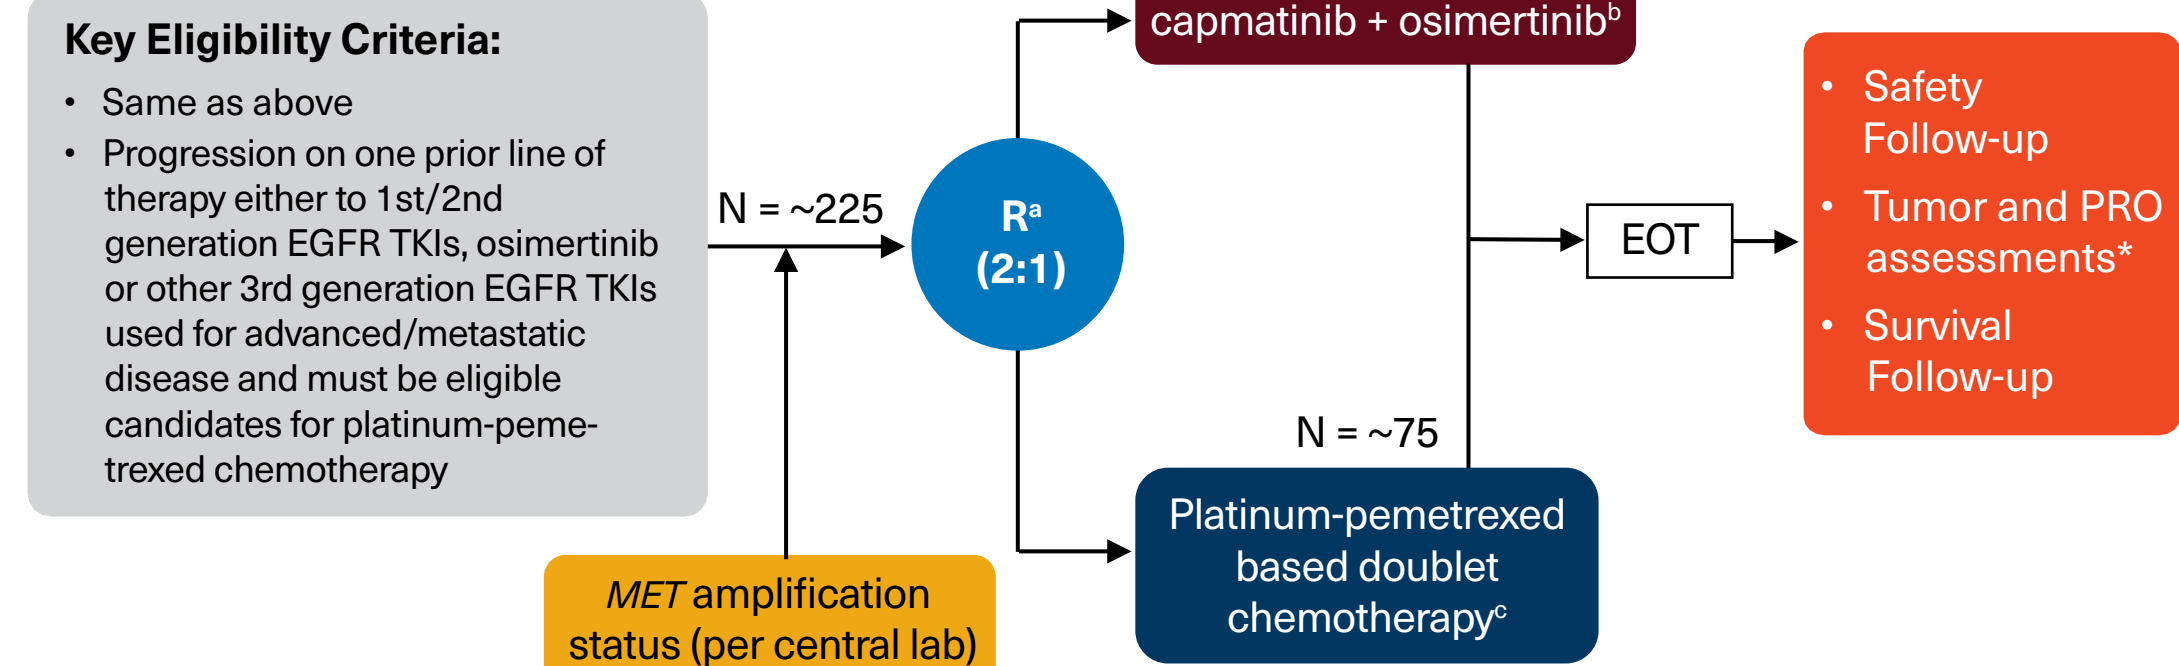 Key Eligibility Criteria:
• Same as above
• Progression on one prior line of
therapy either to 1st/2nd
generation EGFR TKIs, osimertinib
or other 3rd generation EGFR TKIs
used for advanced/metastatic
disease and must be eligible
candidates for platinum-peme-
trexed chemotherapy
N = ~225
MET amplification
status (per central lab)
Rᵃ
(2:1)
capmatinib + osimertinibᵇ
N = ~75
Platinum-pemetrexed
based doublet
chemotherapyᶜ
EOT
• Safety
Follow-up
• Tumor and PRO
assessments*
• Survival
Follow-up